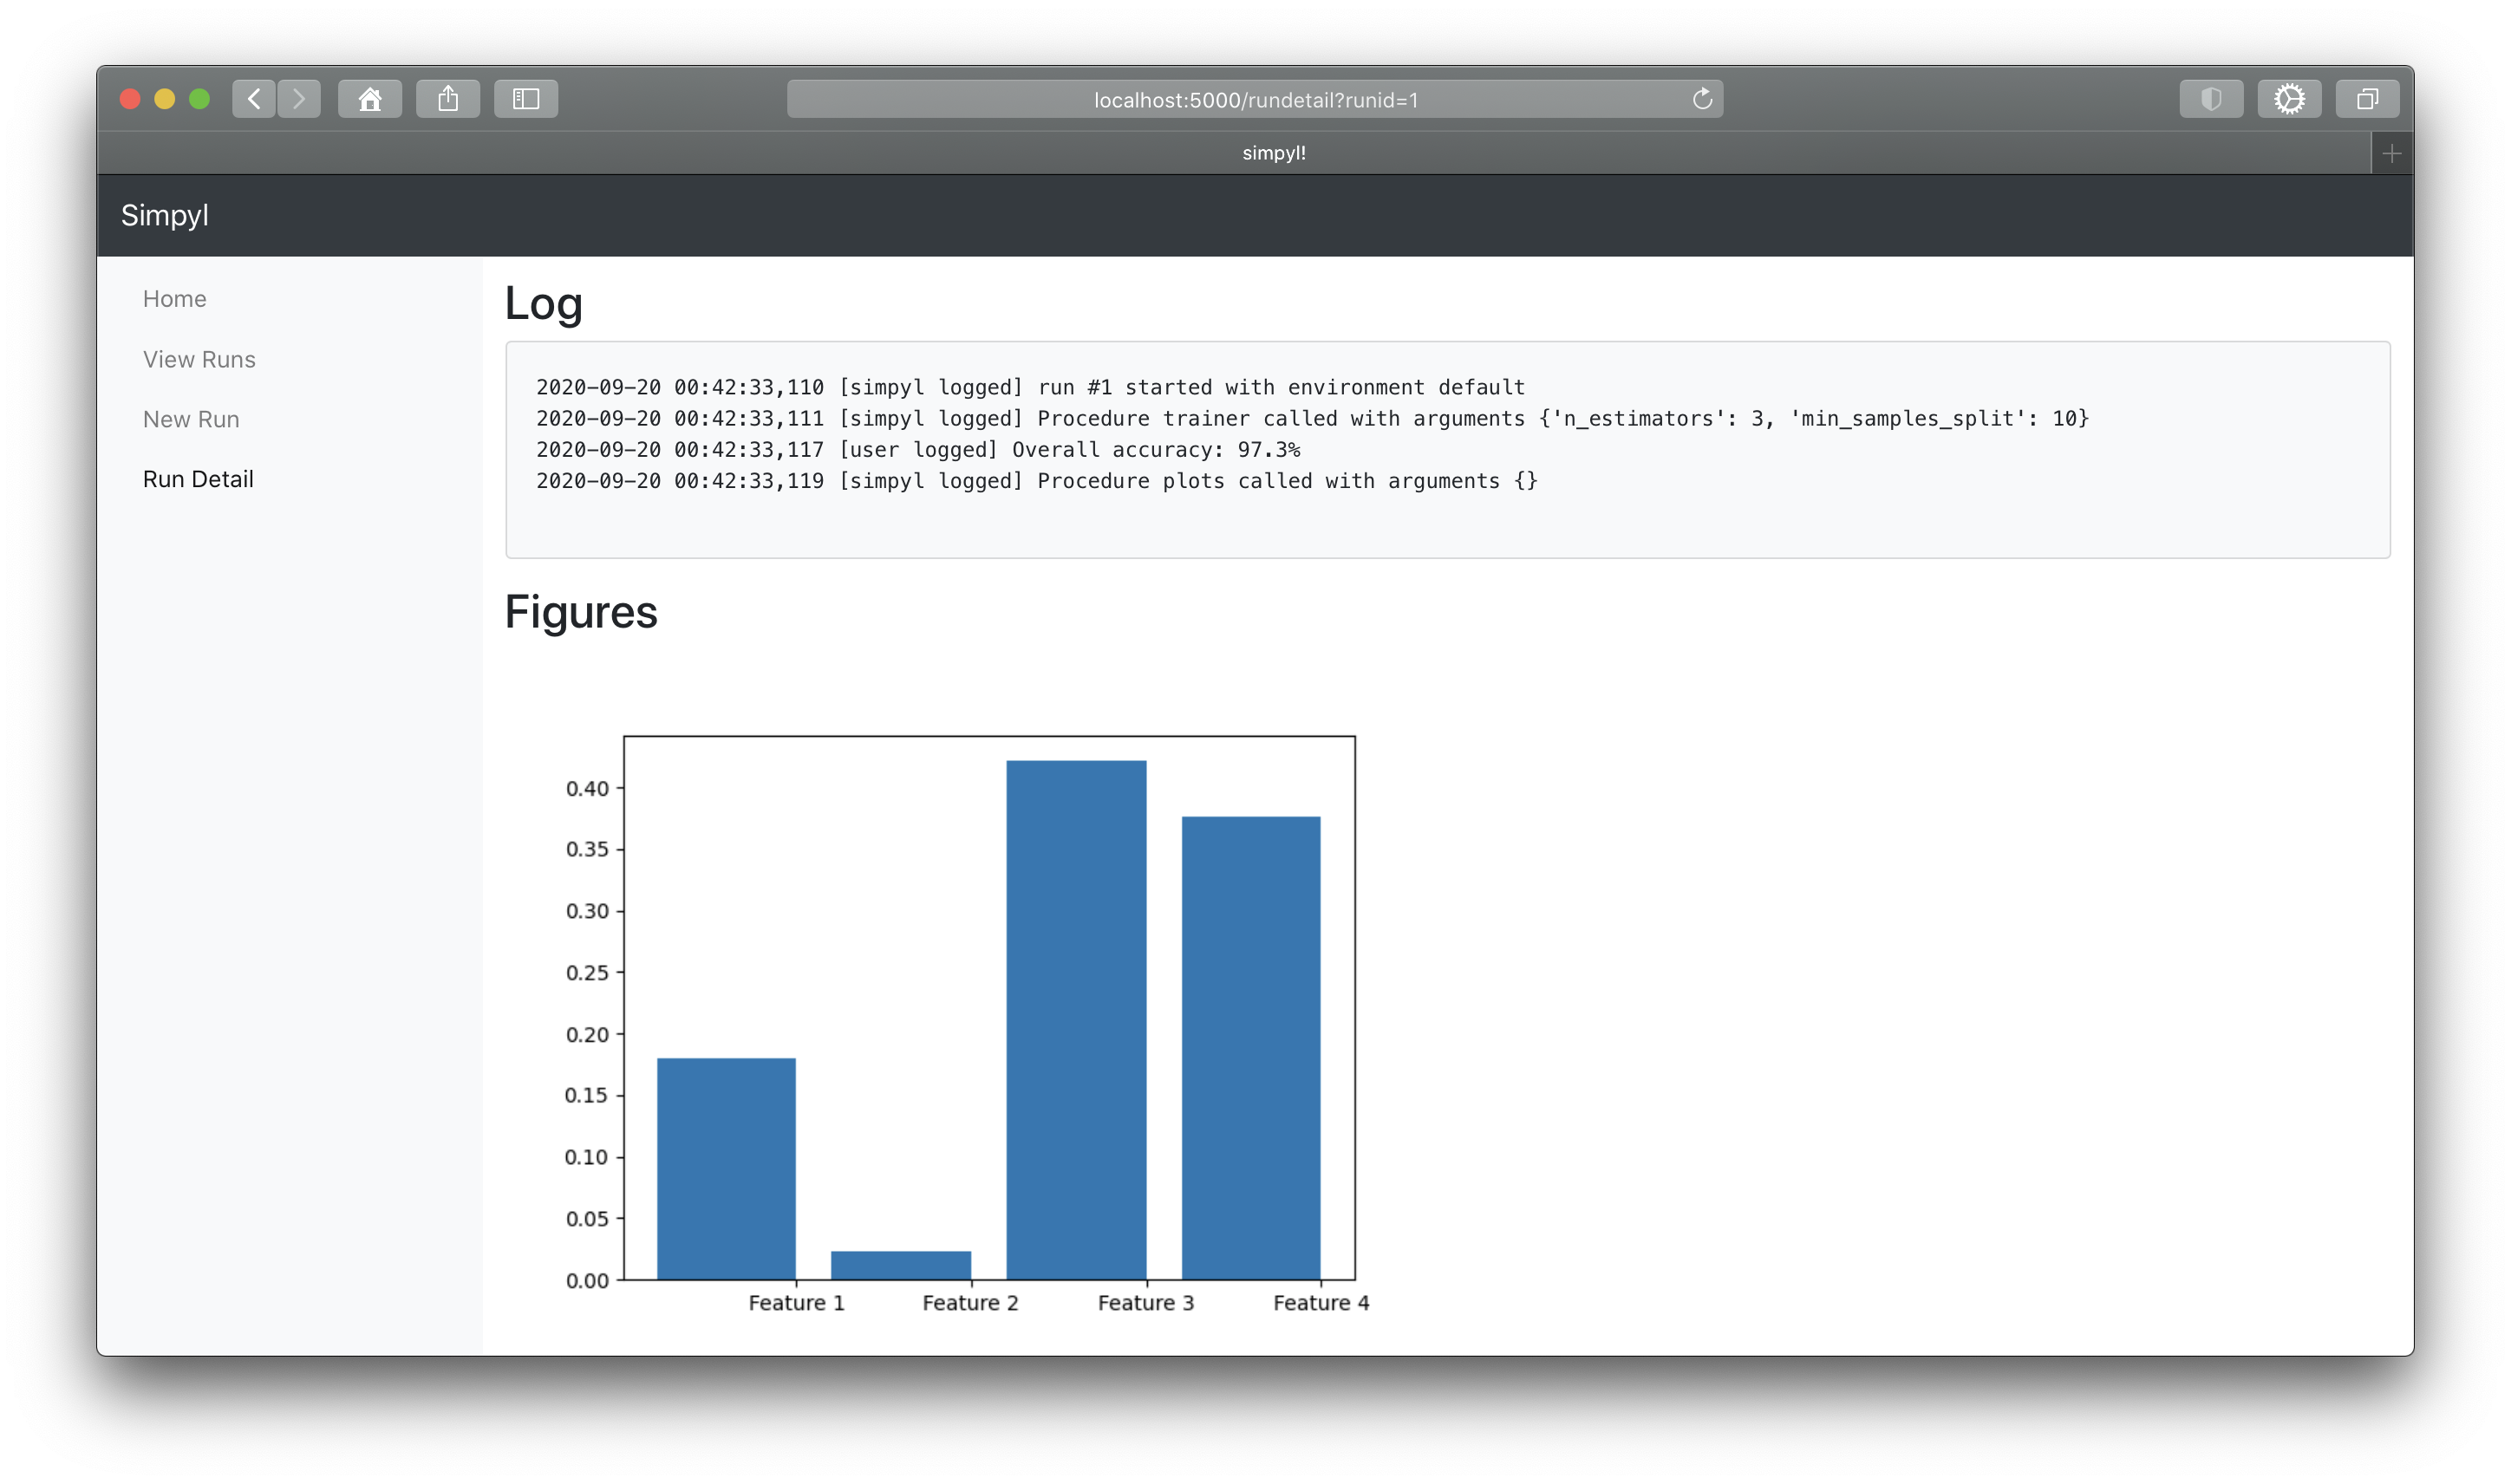 localhost:5000/rundetail?runid=1
simpyl!
Simpyl
Home
View Runs
New Run
Run Detail
Log
2020-09-20 00:42:33,110 [simpyl logged] run #1 started with environment default
2020-09-20 00:42:33,111 [simpyl logged] Procedure trainer called with arguments {'n_estimators': 3, 'min_samples_split': 10}
2020-09-20 00:42:33,117 [user logged] Overall accuracy: 97.3%
2020-09-20 00:42:33,119 [simpyl logged] Procedure plots called with arguments {}
Figures
0.40
0.35
0.30
0.25
0.20
0.15
0.10
0.05
0.00
Feature 1 Feature 2 Feature 3 Feature 4